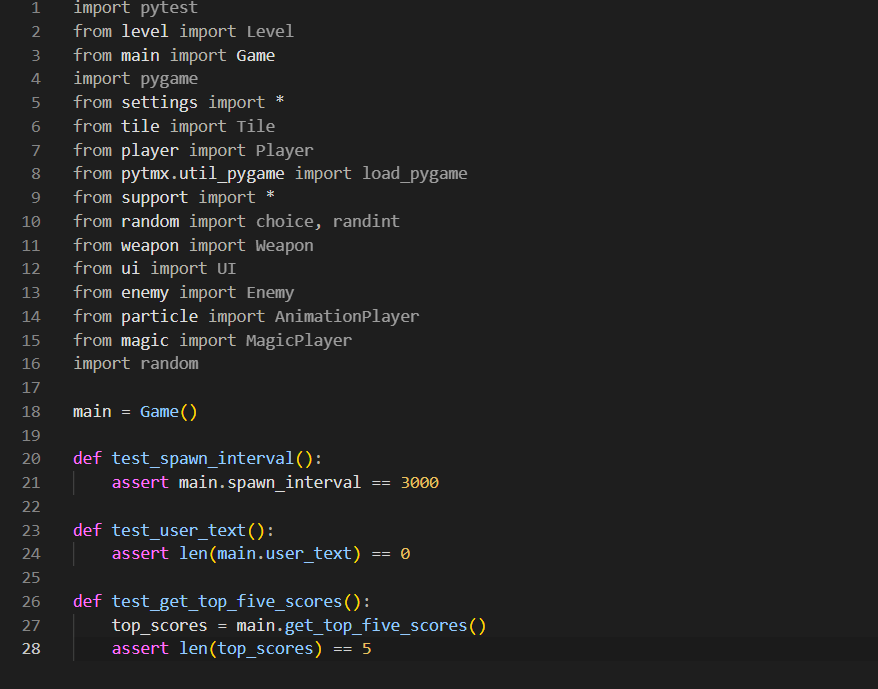 1 import pytest
2 from level import Level
3 from main import Game
4 import pygame
5 from settings import *
6 from tile import Tile
7 from player import Player
8 from pytmx.util_pygame import load_pygame
9 from support import *
10 from random import choice, randint
11 from weapon import Weapon
12 from ui import UI
13 from enemy import Enemy
14 from particle import AnimationPlayer
15 from magic import MagicPlayer
16 import random
17
18 main = Game()
19
20 def test_spawn_interval():
21     assert main.spawn_interval == 3000
22
23 def test_user_text():
24     assert len(main.user_text) == 0
25
26 def test_get_top_five_scores():
27     top_scores = main.get_top_five_scores()
28     assert len(top_scores) == 5